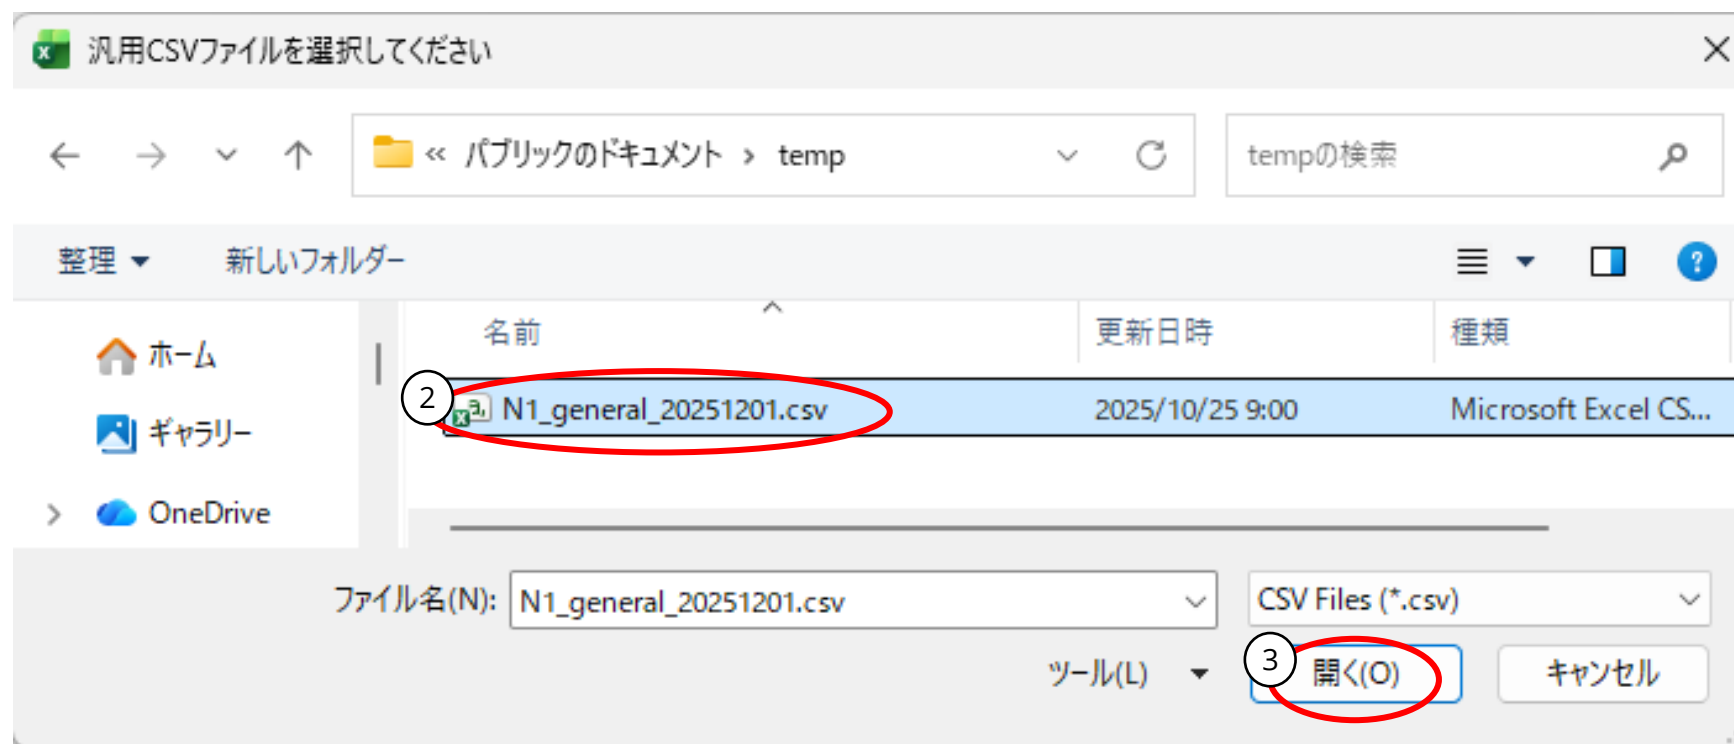 汎用CSVファイルを選択してください
« パブリックのドキュメント › temp
tempの検索
整理
新しいフォルダー
名前
更新日時
種類
ホーム
2
N1_general_20251201.csv
2025/10/25 9:00
Microsoft Excel CS...
ギャラリー
OneDrive
ファイル名(N):
N1_general_20251201.csv
CSV Files (*.csv)
ツール(L)
3
開く(O)
キャンセル